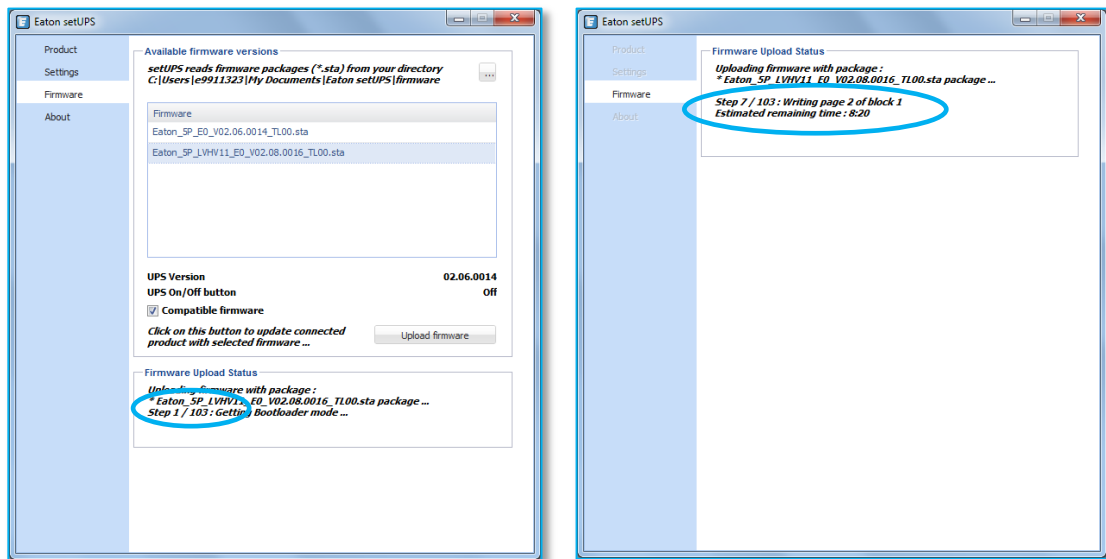 Eaton setUPS
Product
Settings
Firmware
About
Available firmware versions
setUPS reads firmware packages (*.sta) from your directory
C:\Users\e9911323\My Documents\Eaton setUPS\firmware
...
Firmware
Eaton_5P_E0_V02.06.0014_TL00.sta
Eaton_5P_LVHV11_E0_V02.08.0016_TL00.sta
UPS Version 02.06.0014
UPS On/Off button Off
Compatible firmware
Click on this button to update connected
product with selected firmware ...
Upload firmware
Firmware Upload Status
Uploading firmware with package :
* Eaton_5P_LVHV11_E0_V02.08.0016_TL00.sta package ...
Step 1 / 103 : Getting Bootloader mode ...
Eaton setUPS
Product
Settings
Firmware
About
Firmware Upload Status
Uploading firmware with package :
* Eaton_5P_LVHV11_E0_V02.08.0016_TL00.sta package ...
Step 7 / 103 : Writing page 2 of block 1
Estimated remaining time : 8:20